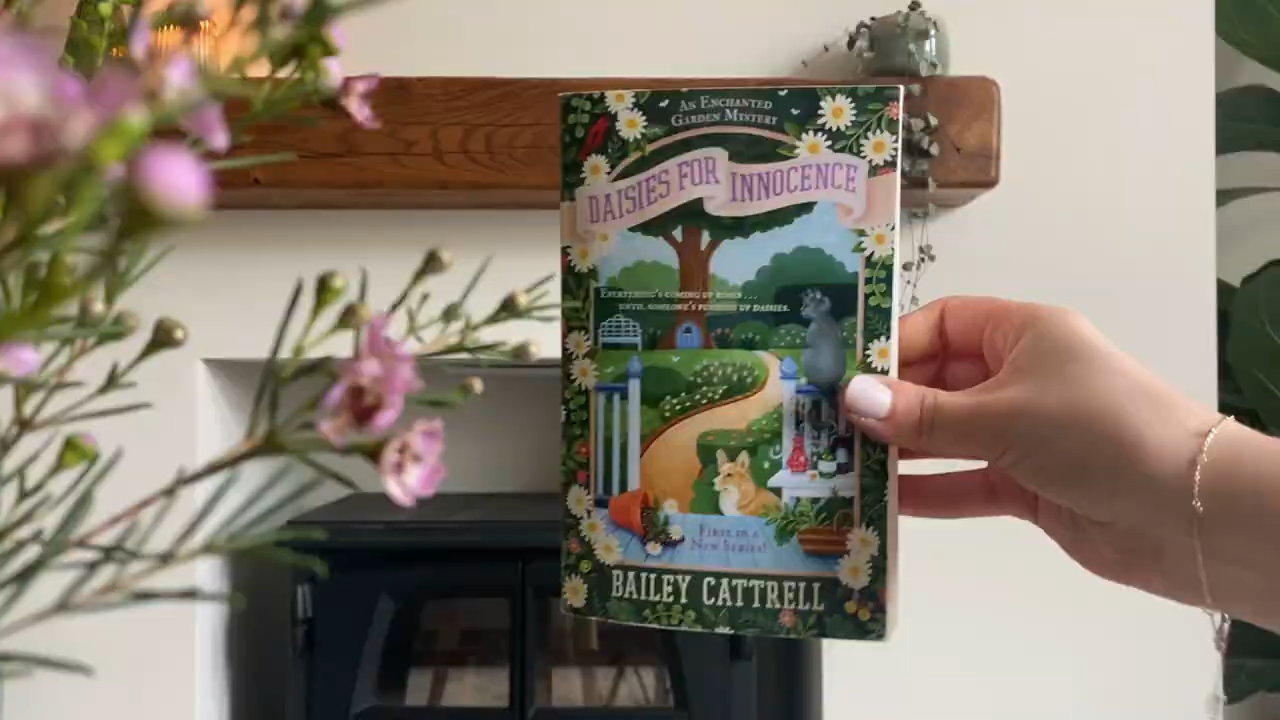 An Enchanted
Garden Mystery
DAISIES FOR INNOCENCE
Everything's coming up roses . . .
until someone's pushing up daisies.
First in a
New Series!
BAILEY CATTRELL